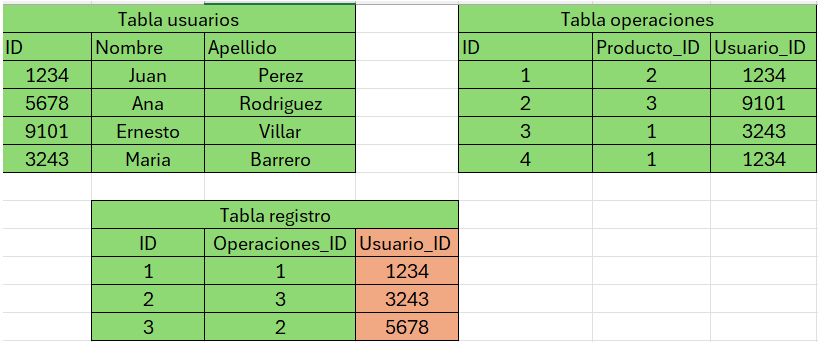 Tabla usuarios
ID Nombre Apellido
1234 Juan Perez
5678 Ana Rodriguez
9101 Ernesto Villar
3243 Maria Barrero
Tabla operaciones
ID Producto_ID Usuario_ID
1 2 1234
2 3 9101
3 1 3243
4 1 1234
Tabla registro
ID Operaciones_ID Usuario_ID
1 1 1234
2 3 3243
3 2 5678